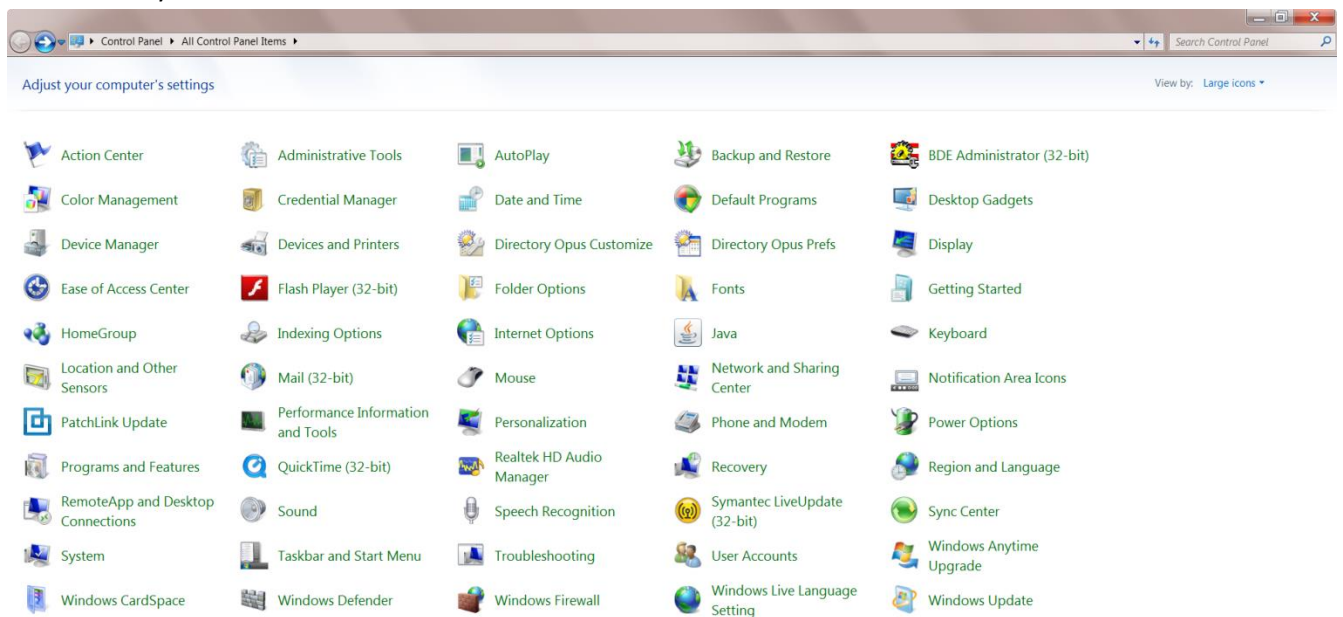 Control Panel ▸ All Control Panel Items ▸
Search Control Panel
Adjust your computer's settings
View by: Large icons
Action Center
Administrative Tools
AutoPlay
Backup and Restore
BDE Administrator (32-bit)
Color Management
Credential Manager
Date and Time
Default Programs
Desktop Gadgets
Device Manager
Devices and Printers
Directory Opus Customize
Directory Opus Prefs
Display
Ease of Access Center
Flash Player (32-bit)
Folder Options
Fonts
Getting Started
HomeGroup
Indexing Options
Internet Options
Java
Keyboard
Location and Other
Sensors
Mail (32-bit)
Mouse
Network and Sharing
Center
Notification Area Icons
PatchLink Update
Performance Information
and Tools
Personalization
Phone and Modem
Power Options
Programs and Features
QuickTime (32-bit)
Realtek HD Audio
Manager
Recovery
Region and Language
RemoteApp and Desktop
Connections
Sound
Speech Recognition
Symantec LiveUpdate
(32-bit)
Sync Center
System
Taskbar and Start Menu
Troubleshooting
User Accounts
Windows Anytime
Upgrade
Windows CardSpace
Windows Defender
Windows Firewall
Windows Live Language
Setting
Windows Update